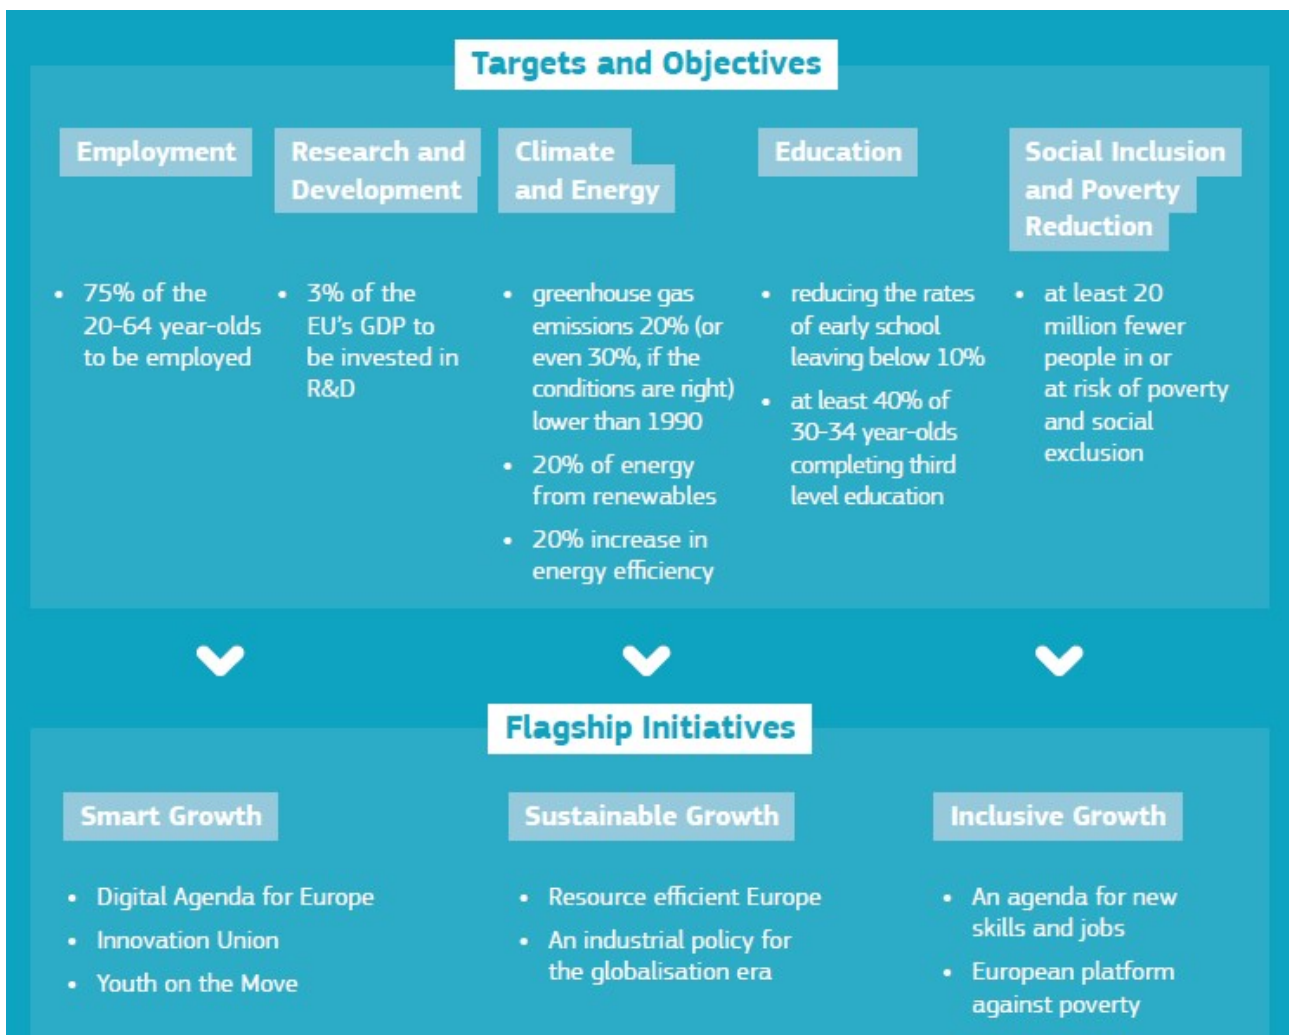 Targets and Objectives
Employment
• 75% of the
20-64 year-olds
to be employed
Research and
Development
• 3% of the
EU's GDP to
be invested in
R&D
Climate
and Energy
• greenhouse gas
emissions 20% (or
even 30%, if the
conditions are right)
lower than 1990
• 20% of energy
from renewables
• 20% increase in
energy efficiency
Education
• reducing the rates
of early school
leaving below 10%
• at least 40% of
30-34 year-olds
completing third
level education
Social Inclusion
and Poverty
Reduction
• at least 20
million fewer
people in or
at risk of poverty
and social
exclusion
Flagship Initiatives
Smart Growth
• Digital Agenda for Europe
• Innovation Union
• Youth on the Move
Sustainable Growth
• Resource efficient Europe
• An industrial policy for
the globalisation era
Inclusive Growth
• An agenda for new
skills and jobs
• European platform
against poverty